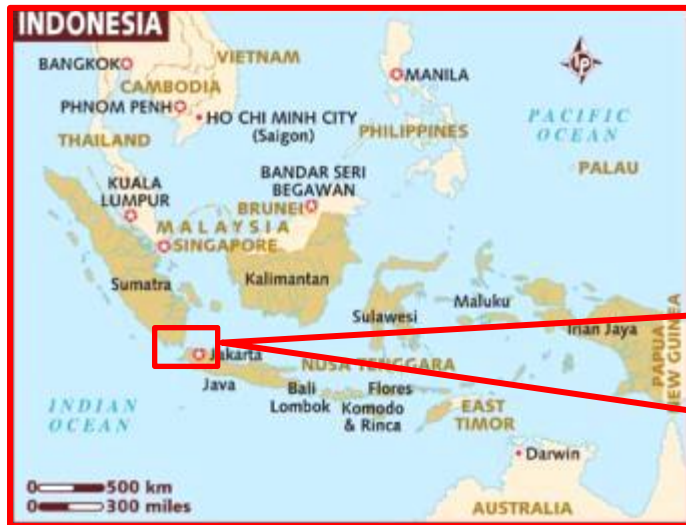 INDONESIA
BANGKOK
VIETNAM
MANILA
CAMBODIA
PHNOM PENH
HO CHI MINH CITY
(Saigon)
PHILIPPINES
PACIFIC
OCEAN
THAILAND
PALAU
KUALA
LUMPUR
BANDAR SERI
BEGAWAN
BRUNEI
MALAYSIA
SINGAPORE
Sumatra
Kalimantan
Sulawesi
Maluku
Irian Jaya
PAPUA
NEW GUINEA
Jakarta
NUSA TENGGARA
Java
Bali
Lombok
Flores
Komodo
& Rinca
EAST
TIMOR
INDIAN
OCEAN
Darwin
0 500 km
0 300 miles
AUSTRALIA